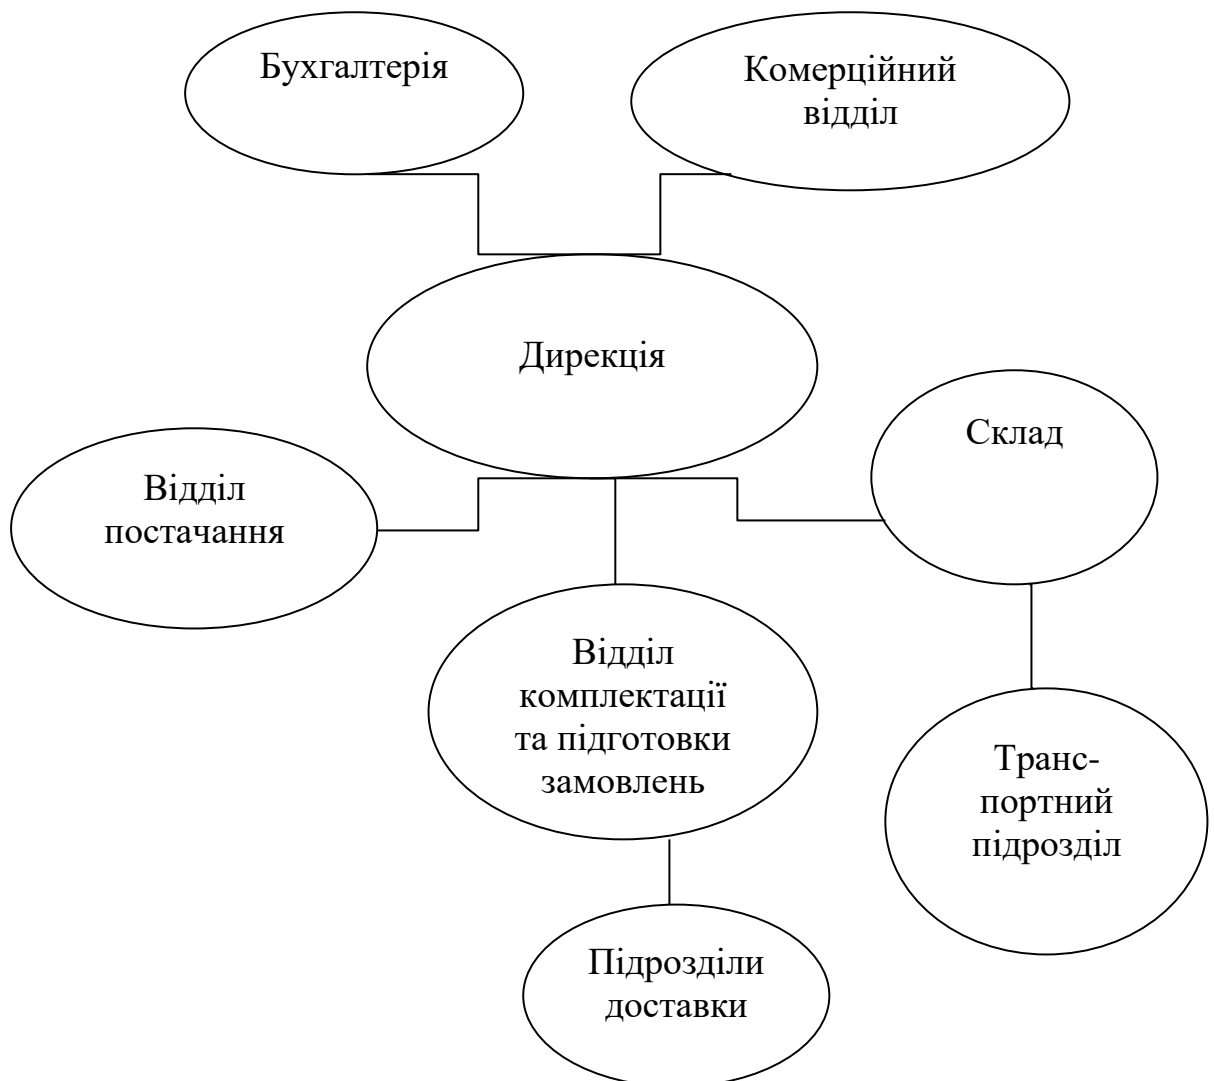 Бухгалтерія
Комерційний
відділ
Дирекція
Склад
Відділ
постачання
Відділ
комплектації
та підготовки
замовлень
Транс-
портний
підрозділ
Підрозділи
доставки